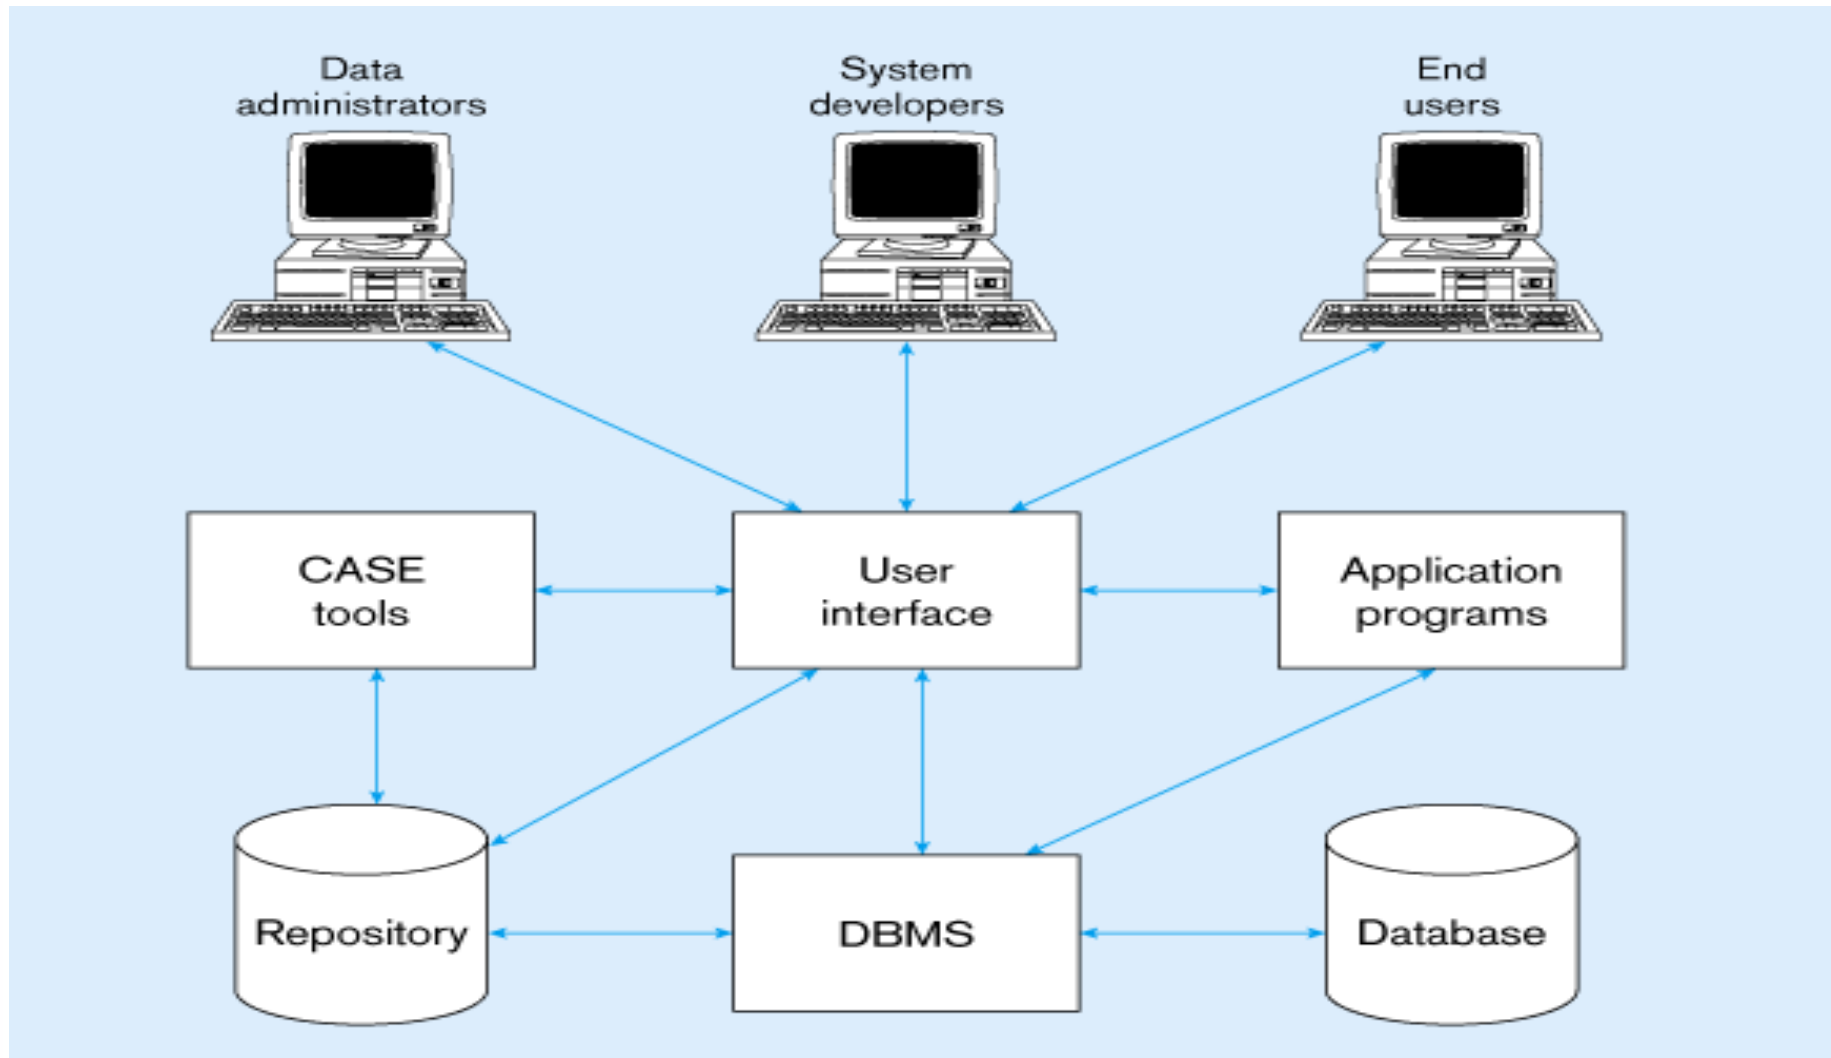 Data
administrators
System
developers
End
users
CASE
tools
User
interface
Application
programs
Repository
DBMS
Database